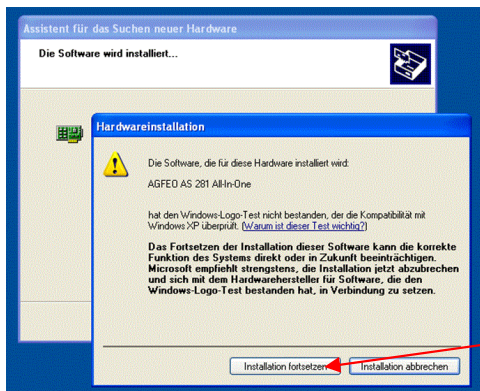 Assistent für das Suchen neuer Hardware
Die Software wird installiert...
Hardwareinstallation
Die Software, die für diese Hardware installiert wird:
AGFEO AS 281 All-In-One
hat den Windows-Logo-Test nicht bestanden, der die Kompatibilität mit
Windows XP überprüft. (Warum ist dieser Test wichtig?)
Das Fortsetzen der Installation dieser Software kann die korrekte
Funktion des Systems direkt oder in Zukunft beeinträchtigen.
Microsoft empfiehlt strengstens, die Installation jetzt abzubrechen
und sich mit dem Hardwarehersteller für Software, die den
Windows-Logo-Test bestanden hat, in Verbindung zu setzen.
Installation fortsetzen
Installation abbrechen